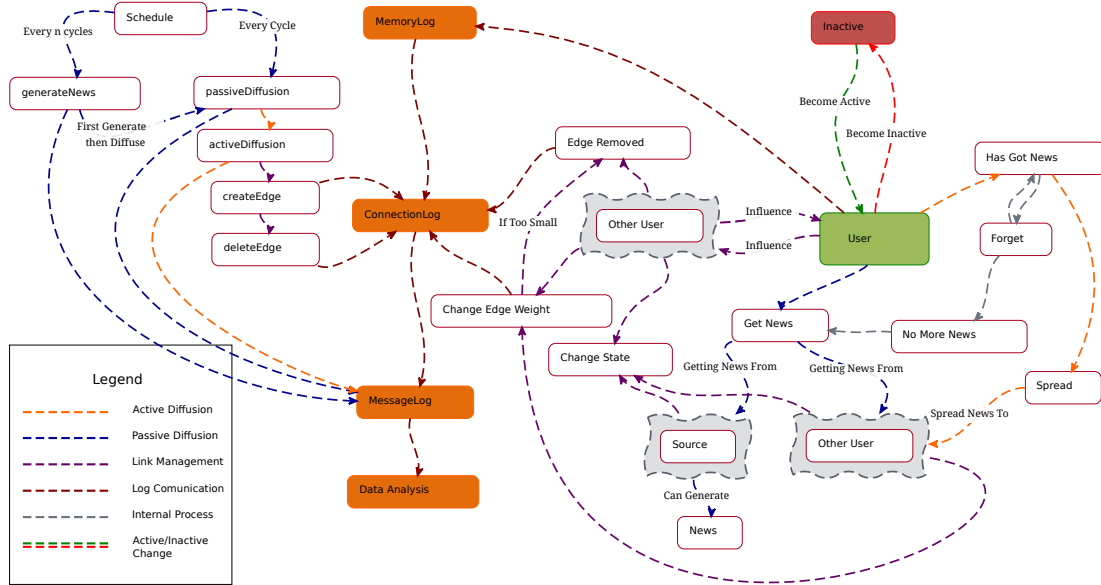 Schedule
Every n cycles
Every Cycle
generateNews
passiveDiffusion
First Generate
then Diffuse
activeDiffusion
createEdge
deleteEdge
MemoryLog
ConnectionLog
MessageLog
Data Analysis
Edge Removed
If Too Small
Other User
Change Edge Weight
Change State
Influence
Influence
Inactive
Become Active
Become Inactive
User
Has Got News
Forget
No More News
Get News
Getting News From
Getting News From
Spread
Spread News To
Source
Other User
Can Generate
News
Legend
Active Diffusion
Passive Diffusion
Link Management
Log Comunication
Internal Process
Active/Inactive
Change